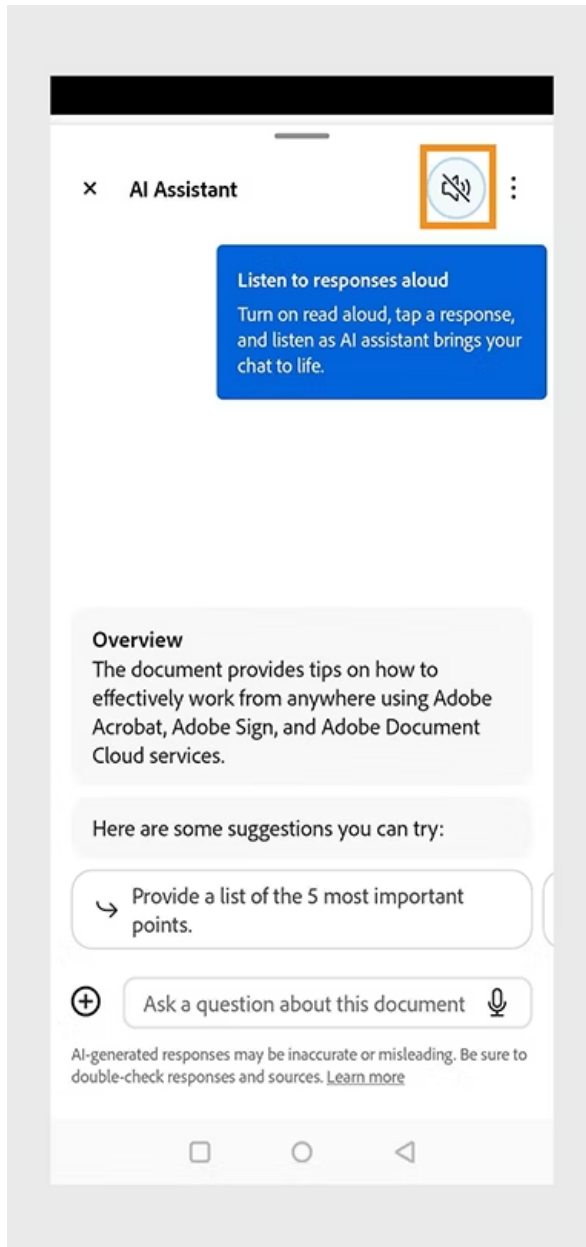 AI Assistant
Listen to responses aloud
Turn on read aloud, tap a response,
and listen as AI assistant brings your
chat to life.
Overview
The document provides tips on how to
effectively work from anywhere using Adobe
Acrobat, Adobe Sign, and Adobe Document
Cloud services.
Here are some suggestions you can try:
Provide a list of the 5 most important
points.
Ask a question about this document
AI-generated responses may be inaccurate or misleading. Be sure to
double-check responses and sources. Learn more